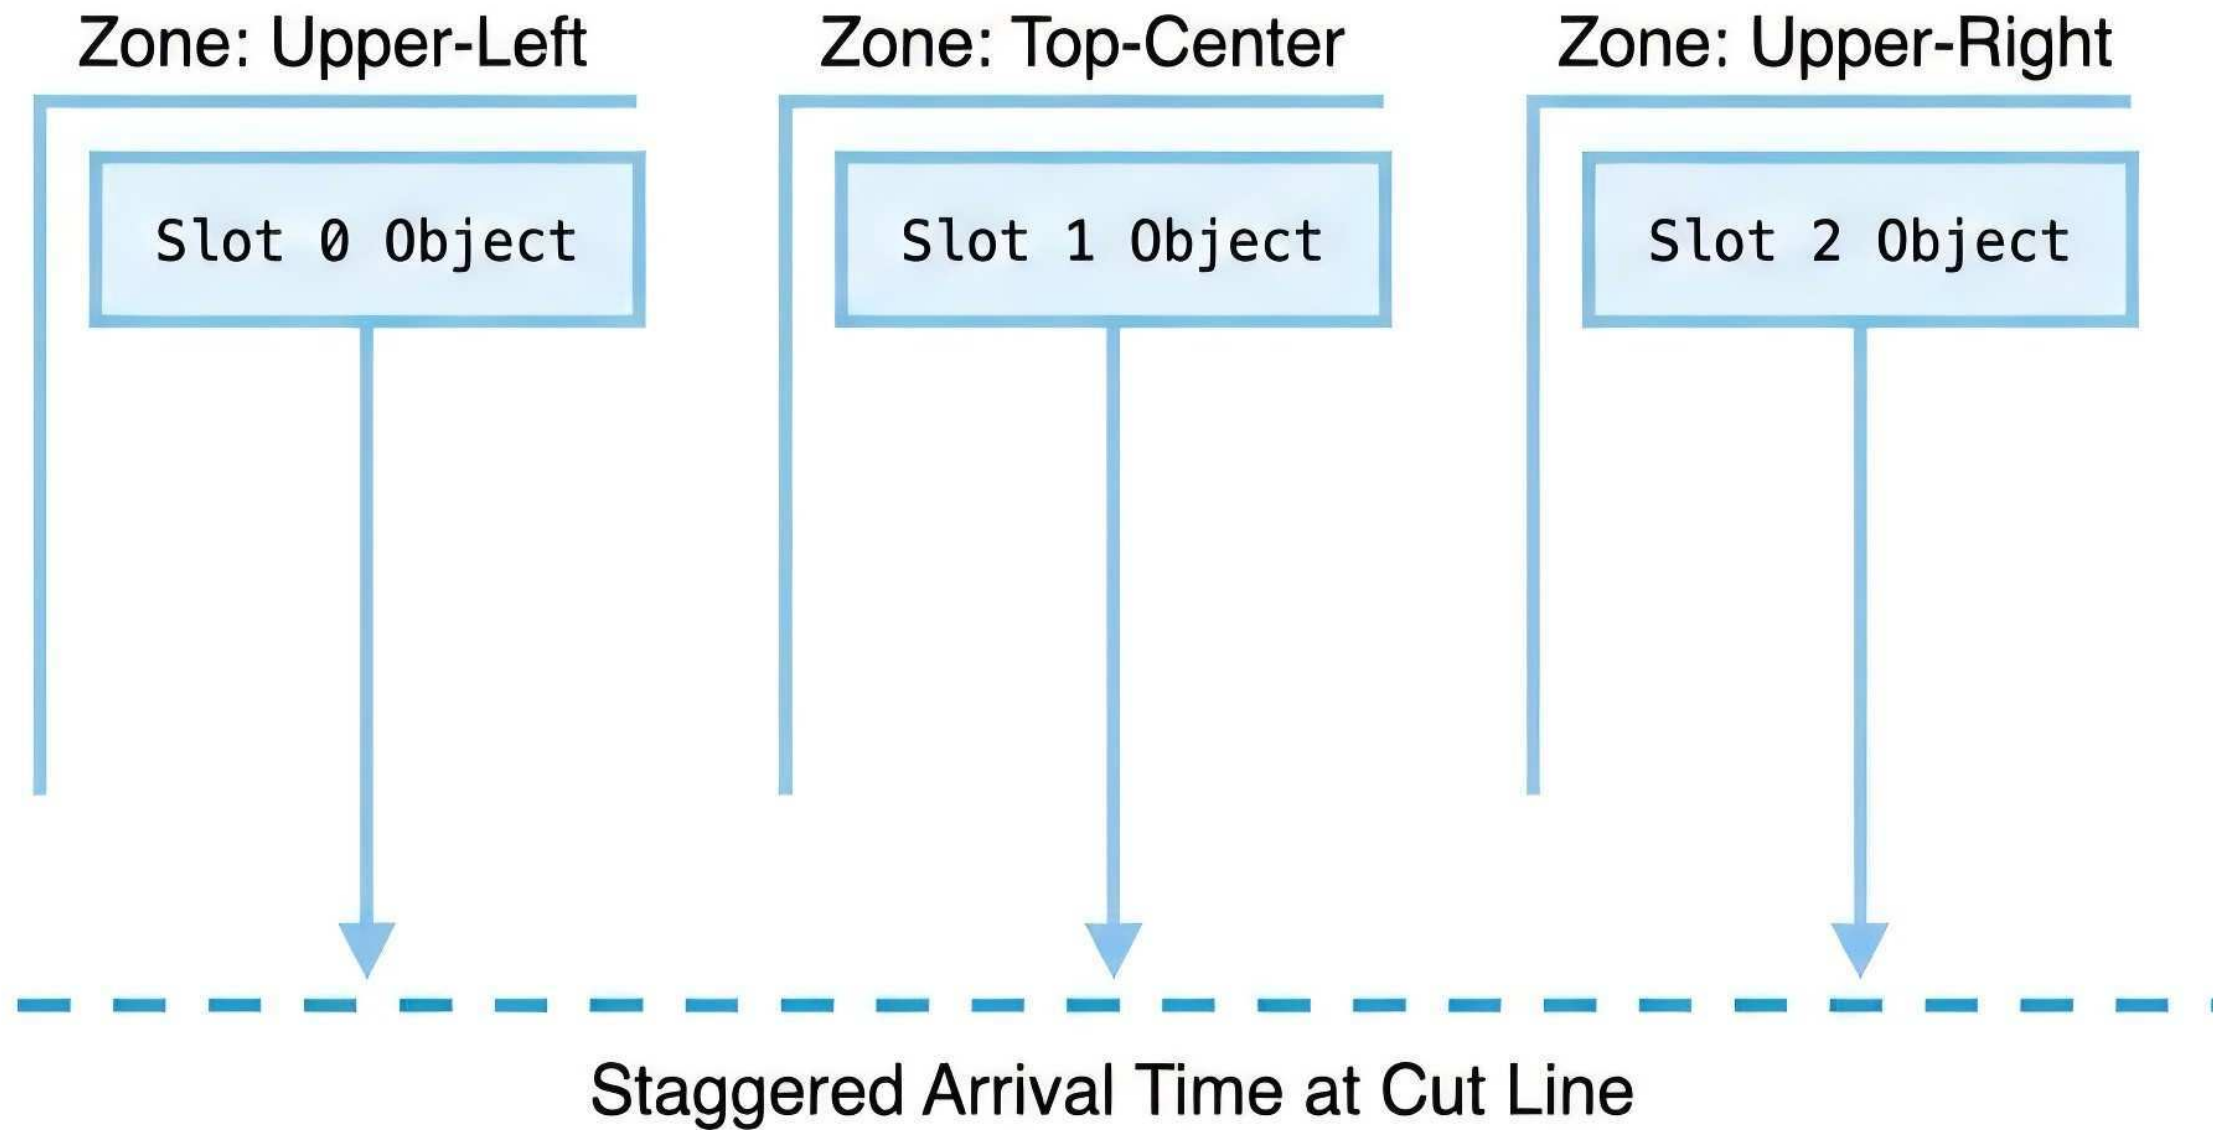 Zone: Upper-Left
Zone: Top-Center
Zone: Upper-Right
Slot 0 Object
Slot 1 Object
Slot 2 Object
Staggered Arrival Time at Cut Line